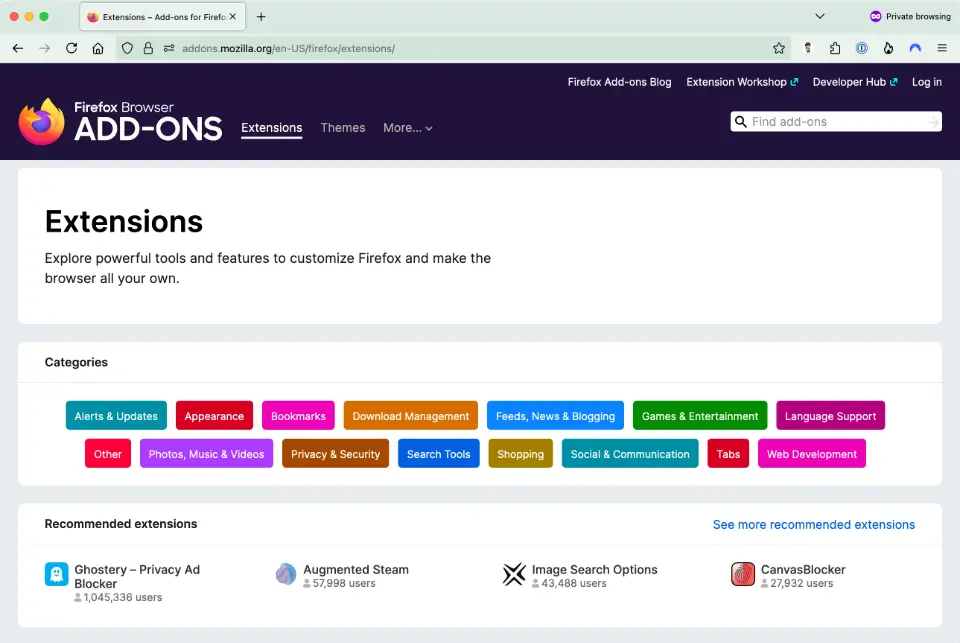 Extensions – Add-ons for Firefo
Private browsing
addons.mozilla.org/en-US/firefox/extensions/
Firefox Add-ons Blog
Extension Workshop
Developer Hub
Log in
Firefox Browser
ADD-ONS
Extensions
Themes
More...
Find add-ons
Extensions
Explore powerful tools and features to customize Firefox and make the
browser all your own.
Categories
Alerts & Updates
Appearance
Bookmarks
Download Management
Feeds, News & Blogging
Games & Entertainment
Language Support
Other
Photos, Music & Videos
Privacy & Security
Search Tools
Shopping
Social & Communication
Tabs
Web Development
Recommended extensions
See more recommended extensions
Ghostery – Privacy Ad
Blocker
1,045,336 users
Augmented Steam
57,998 users
Image Search Options
43,488 users
CanvasBlocker
27,932 users